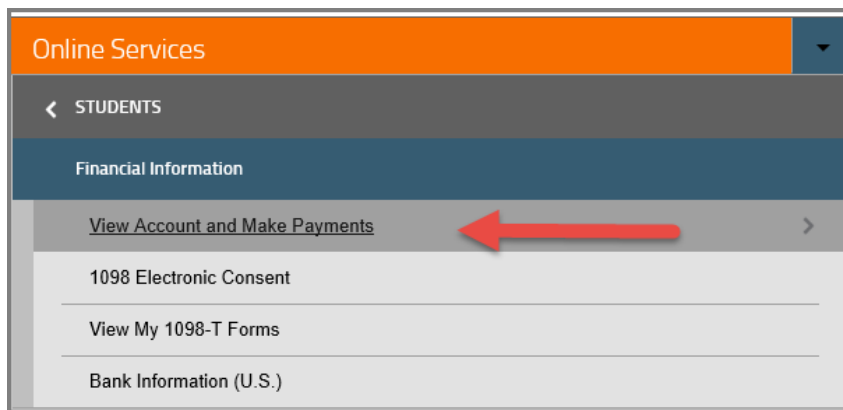 Online Services
STUDENTS
Financial Information
View Account and Make Payments
1098 Electronic Consent
View My 1098-T Forms
Bank Information (U.S.)